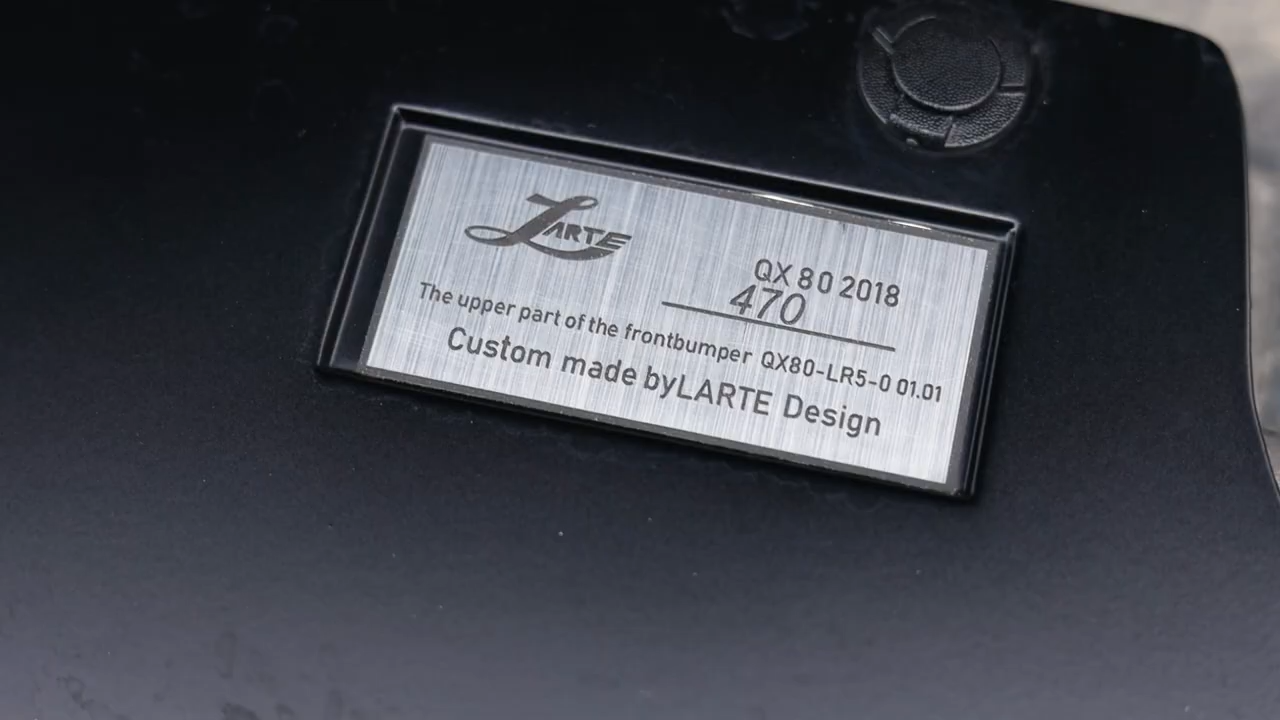 LARTE
QX 80 2018
470
The upper part of the frontbumper QX80-LR5-0 01.01
Custom made byLARTE Design